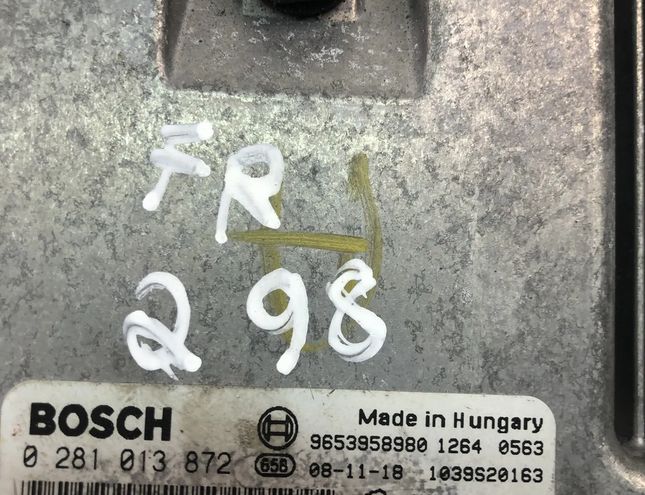 FR
298
BOSCH Made in Hungary
9653958980 1264 0563
0 281 013 872 658 08-11-18 1039S20163